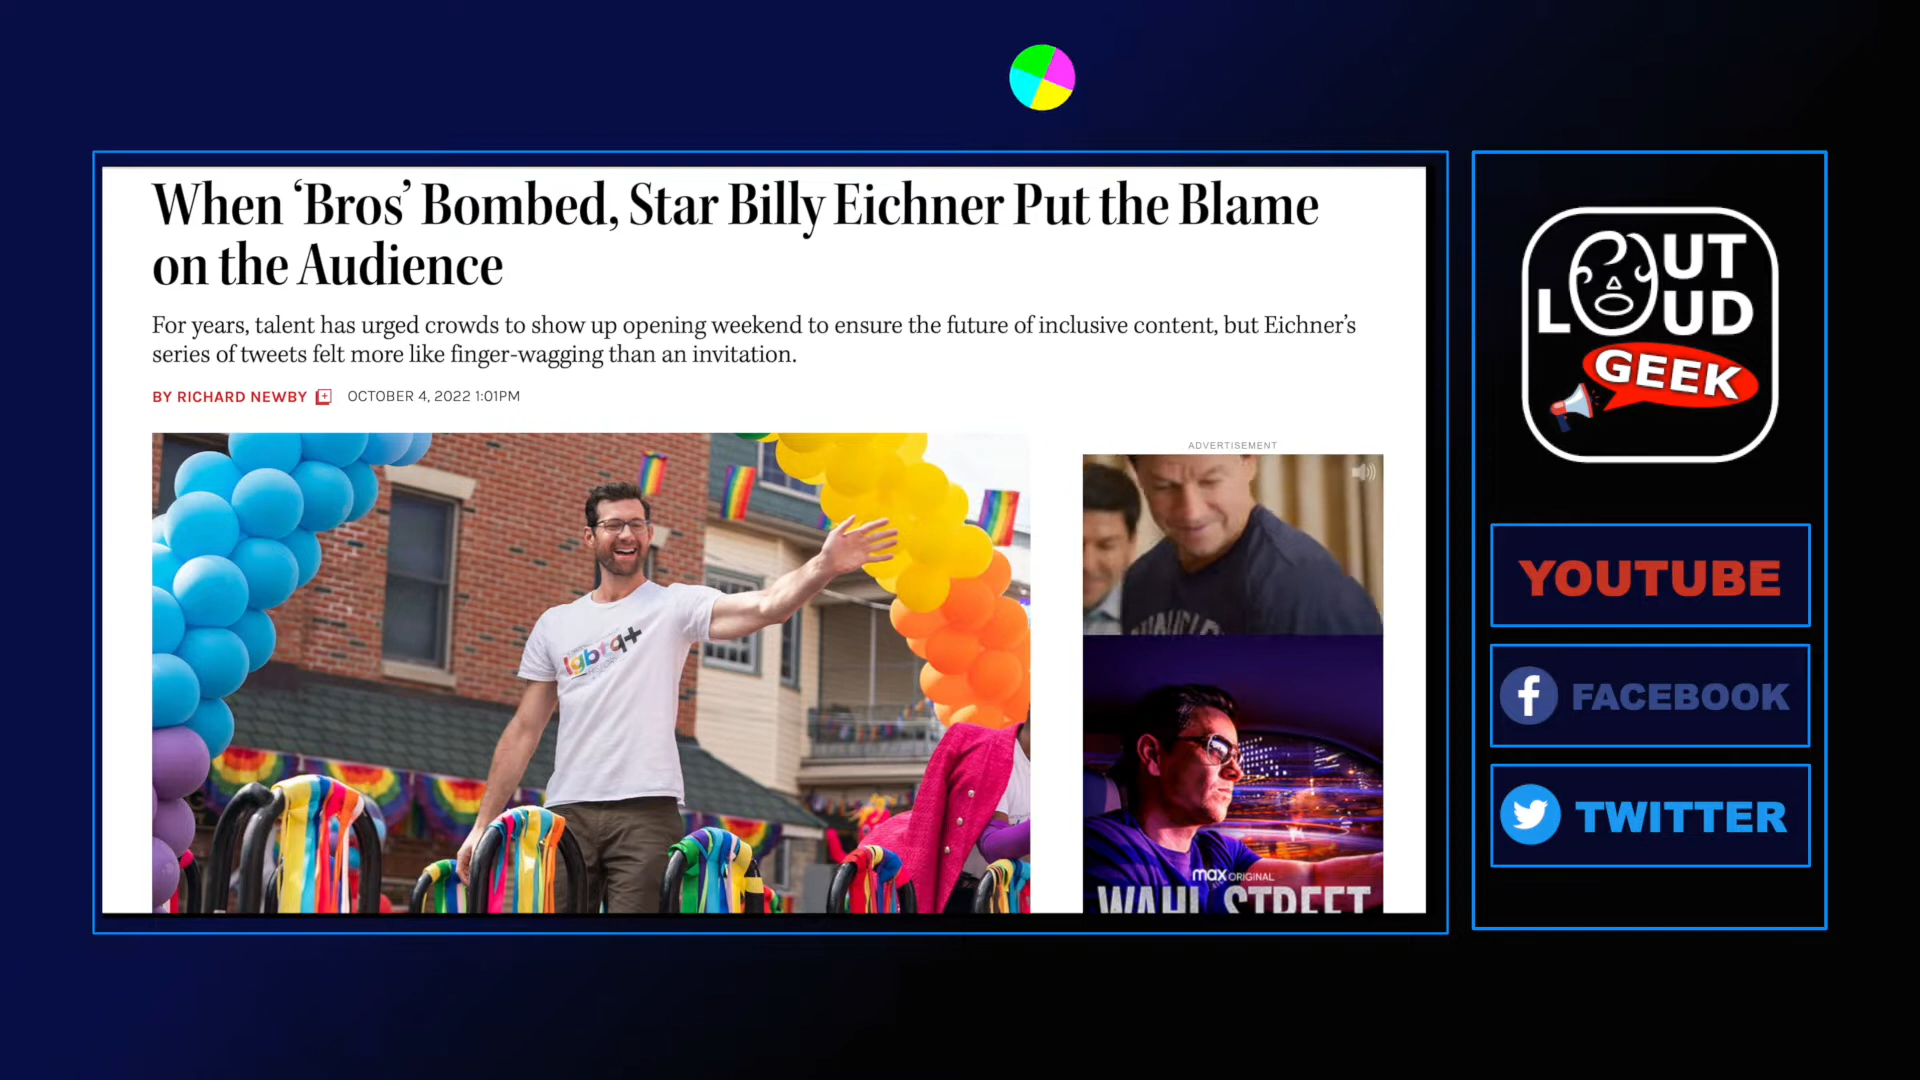 When ‘Bros’ Bombed, Star Billy Eichner Put the Blame
on the Audience
For years, talent has urged crowds to show up opening weekend to ensure the future of inclusive content, but Eichner’s
series of tweets felt more like finger-wagging than an invitation.
BY RICHARD NEWBY
OCTOBER 4, 2022 1:01PM
lgbtq+
ADVERTISEMENT
max ORIGINAL
WAHL STREET
OUT
LOUD
GEEK
YOUTUBE
FACEBOOK
TWITTER